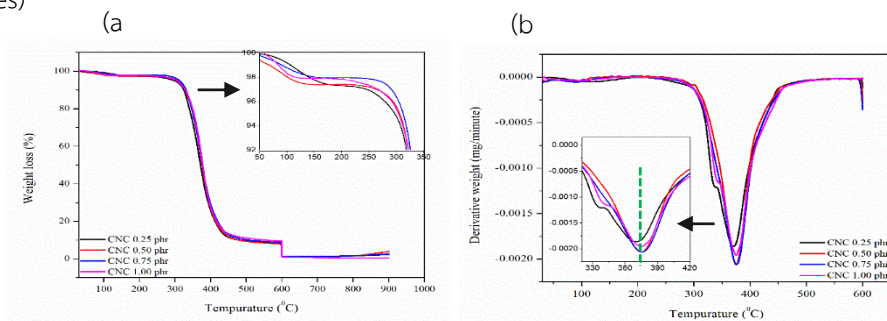 es)
(a
100
80
60
40
20
0
Weight loss (%)
100
98
96
94
92
50 100 150 200 250 300 350
CNC 0.25 phr
CNC 0.50 phr
CNC 0.75 phr
CNC 1.00 phr
0 100 200 300 400 500 600 700 800 900 1000
Tempurature (°C)
(b
0.0000
-0.0005
-0.0010
-0.0015
-0.0020
Derivative weight (mg/minute)
0.0000
-0.0005
-0.0010
-0.0015
-0.0020
330 360 390 420
CNC 0.25 phr
CNC 0.50 phr
CNC 0.75 phr
CNC 1.00 phr
100 200 300 400 500 600
Tempurature (°C)